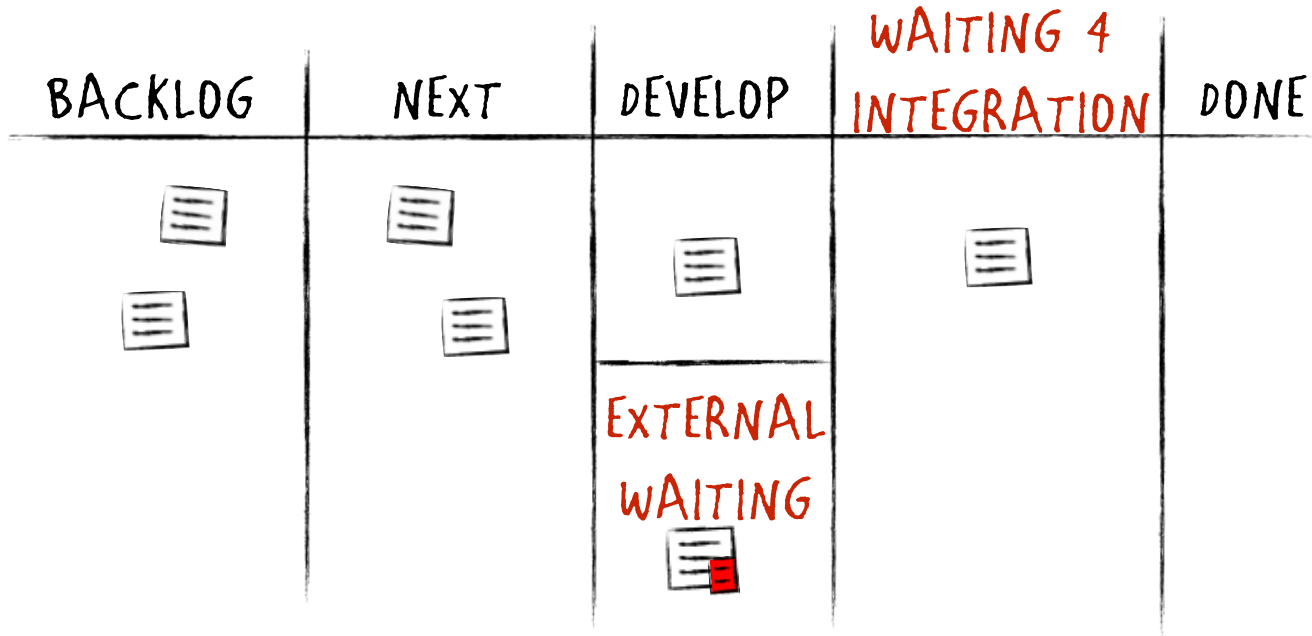 WAITING 4
BACKLOG NEXT DEVELOP INTEGRATION DONE
EXTERNAL
WAITING